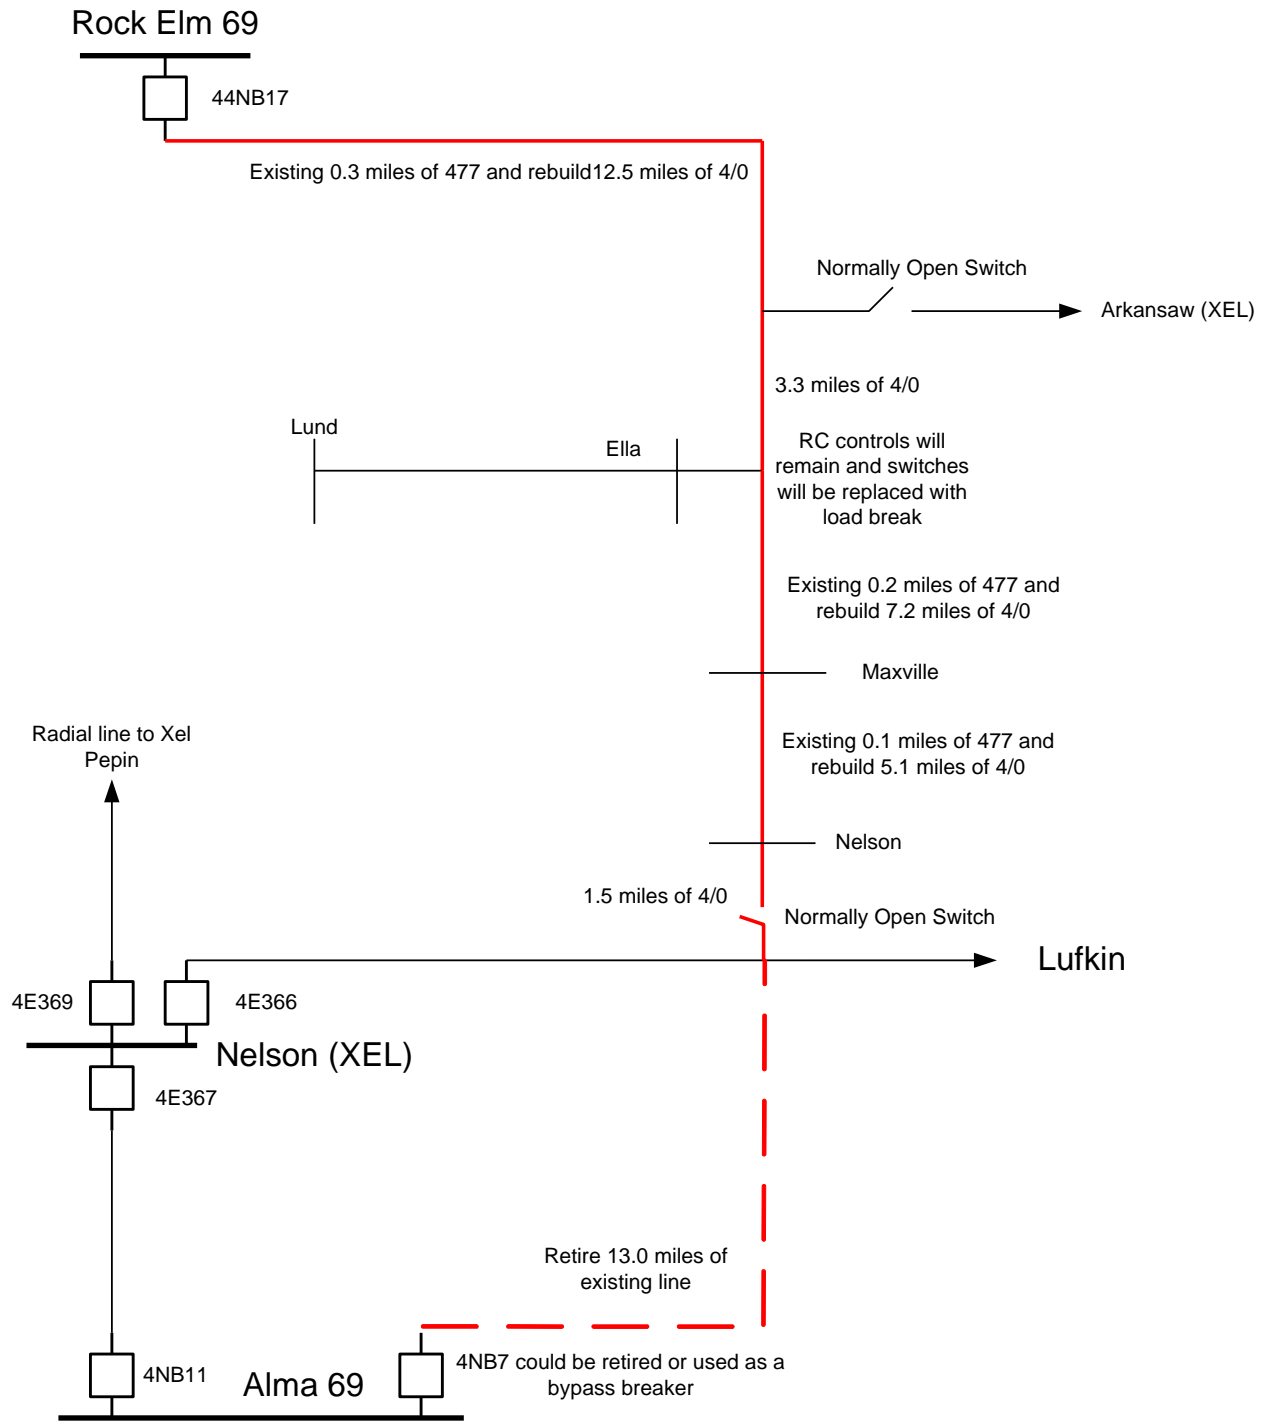 Rock Elm 69
44NB17
Existing 0.3 miles of 477 and rebuild12.5 miles of 4/0
Normally Open Switch
Arkansaw (XEL)
3.3 miles of 4/0
Lund
Ella
RC controls will
remain and switches
will be replaced with
load break
Existing 0.2 miles of 477 and
rebuild 7.2 miles of 4/0
Maxville
Radial line to Xel
Pepin
Existing 0.1 miles of 477 and
rebuild 5.1 miles of 4/0
Nelson
1.5 miles of 4/0
Normally Open Switch
Lufkin
4E369
4E366
Nelson (XEL)
4E367
Retire 13.0 miles of
existing line
4NB11
Alma 69
4NB7 could be retired or used as a
bypass breaker